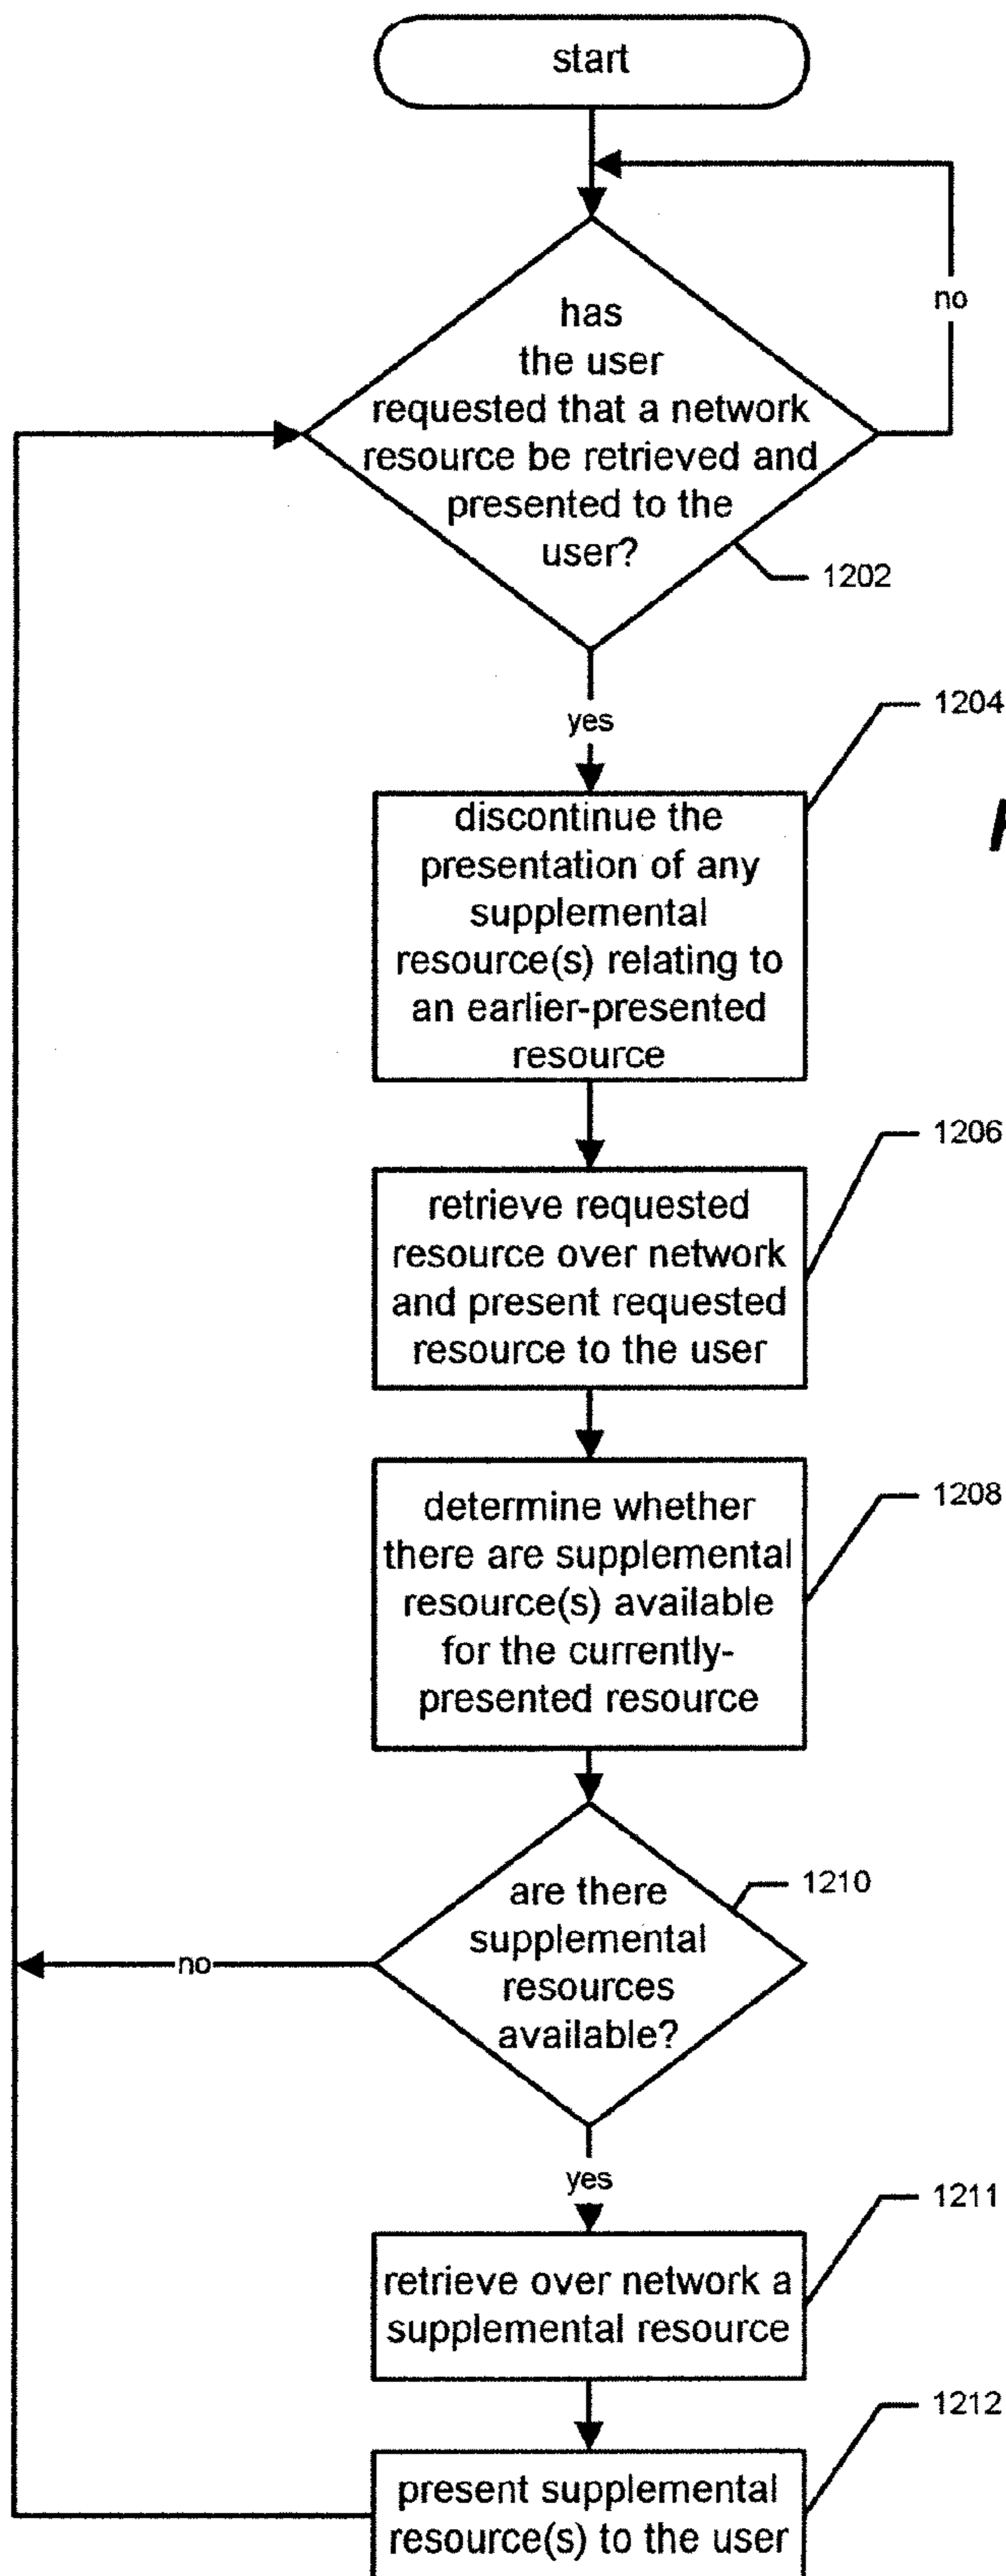 start
no
has
the user
requested that a network
resource be retrieved and
presented to the
user?
1202
yes
1204
discontinue the
presentation of any
supplemental
resource(s) relating to
an earlier-presented
resource
1206
retrieve requested
resource over network
and present requested
resource to the user
1208
determine whether
there are supplemental
resource(s) available
for the currently-
presented resource
1210
are there
supplemental
resources
available?
no
yes
1211
retrieve over network a
supplemental resource
1212
present supplemental
resource(s) to the user